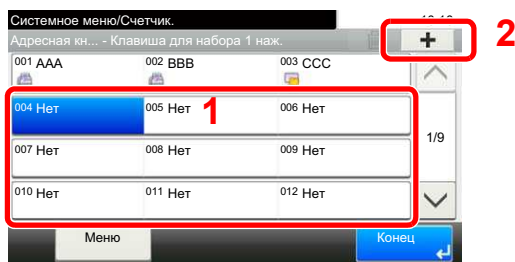 Системное меню/Счетчик.
Адресная кн... - Клавиша для набора 1 наж.
+
2
001 AAA
002 BBB
003 CCC
004 Нет
005 Нет
1
006 Нет
007 Нет
008 Нет
009 Нет
1/9
010 Нет
011 Нет
012 Нет
Меню
Конец